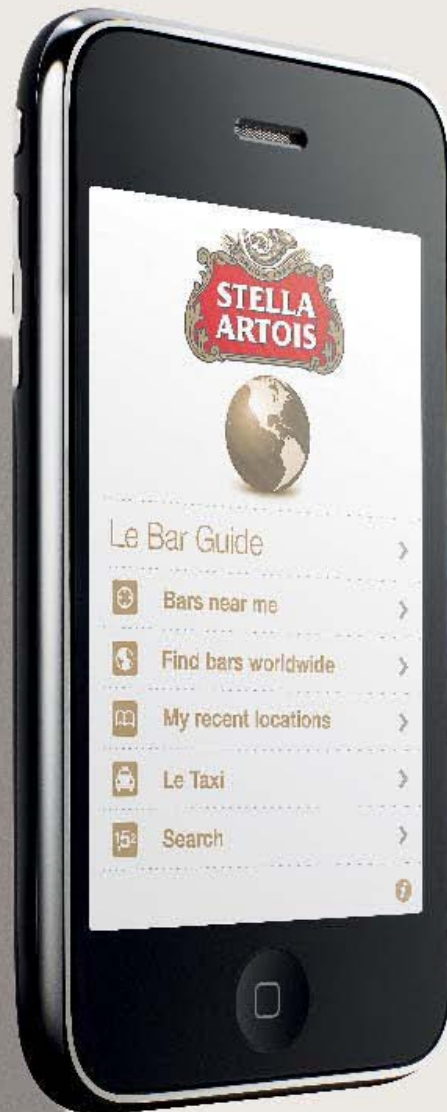 STELLA
ARTOIS
Le Bar Guide
Bars near me
Find bars worldwide
My recent locations
Le Taxi
Search